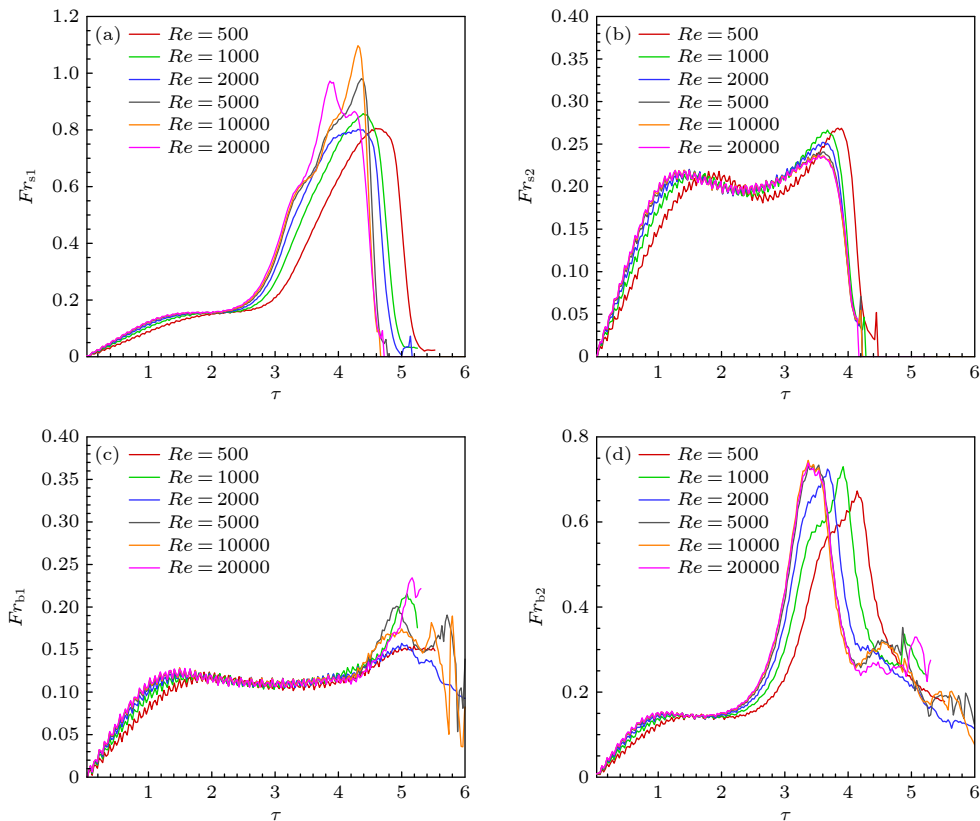 (a)
Re = 500
Re = 1000
Re = 2000
Re = 5000
Re = 10000
Re = 20000
1.2
1.0
0.8
0.6
0.4
0.2
0
Fr_s1
1 2 3 4 5 6
τ
(b)
Re = 500
Re = 1000
Re = 2000
Re = 5000
Re = 10000
Re = 20000
0.40
0.35
0.30
0.25
0.20
0.15
0.10
0.05
0
Fr_s2
1 2 3 4 5 6
τ
(c)
Re = 500
Re = 1000
Re = 2000
Re = 5000
Re = 10000
Re = 20000
0.40
0.35
0.30
0.25
0.20
0.15
0.10
0.05
0
Fr_b1
1 2 3 4 5 6
τ
(d)
Re = 500
Re = 1000
Re = 2000
Re = 5000
Re = 10000
Re = 20000
0.8
0.6
0.4
0.2
0
Fr_b2
1 2 3 4 5 6
τ